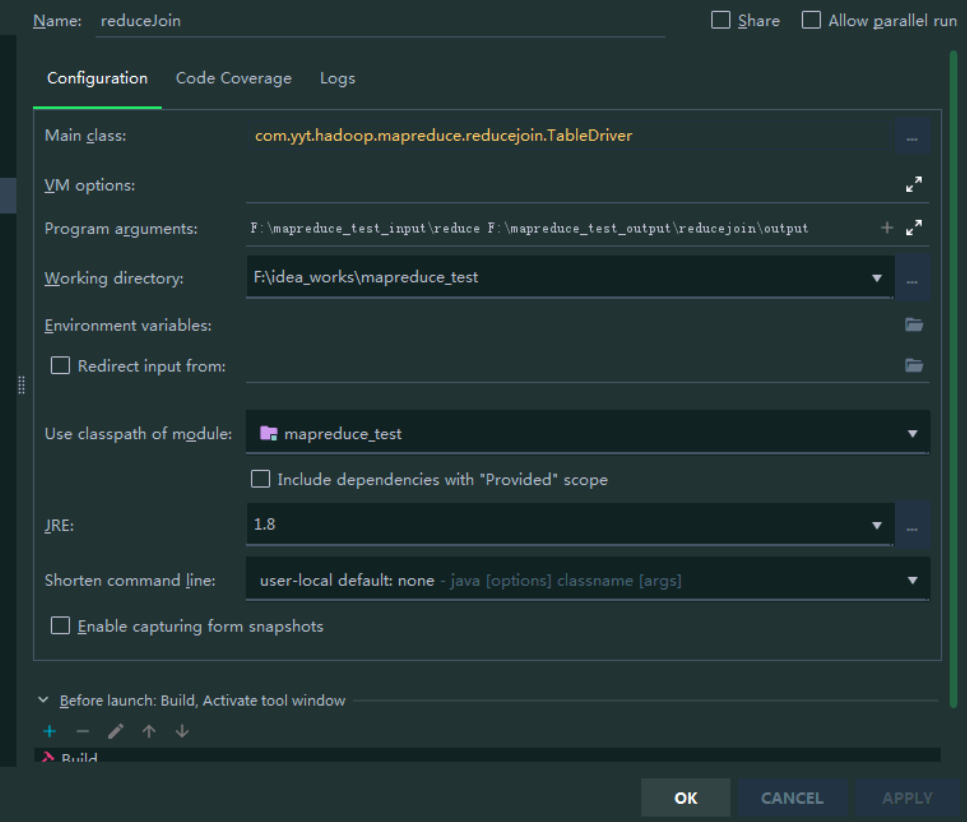 Name: reduceJoin Share Allow parallel run
Configuration Code Coverage Logs
Main class: com.yyt.hadoop.mapreduce.reducejoin.TableDriver ...
VM options:
Program arguments: F:\mapreduce_test_input\reduce F:\mapreduce_test_output\reducejoin\output
Working directory: F:\idea_works\mapreduce_test ...
Environment variables:
Redirect input from:
Use classpath of module: mapreduce_test
Include dependencies with "Provided" scope
JRE: 1.8 ...
Shorten command line: user-local default: none - java [options] classname [args]
Enable capturing form snapshots
Before launch: Build, Activate tool window
Build
OK CANCEL APPLY